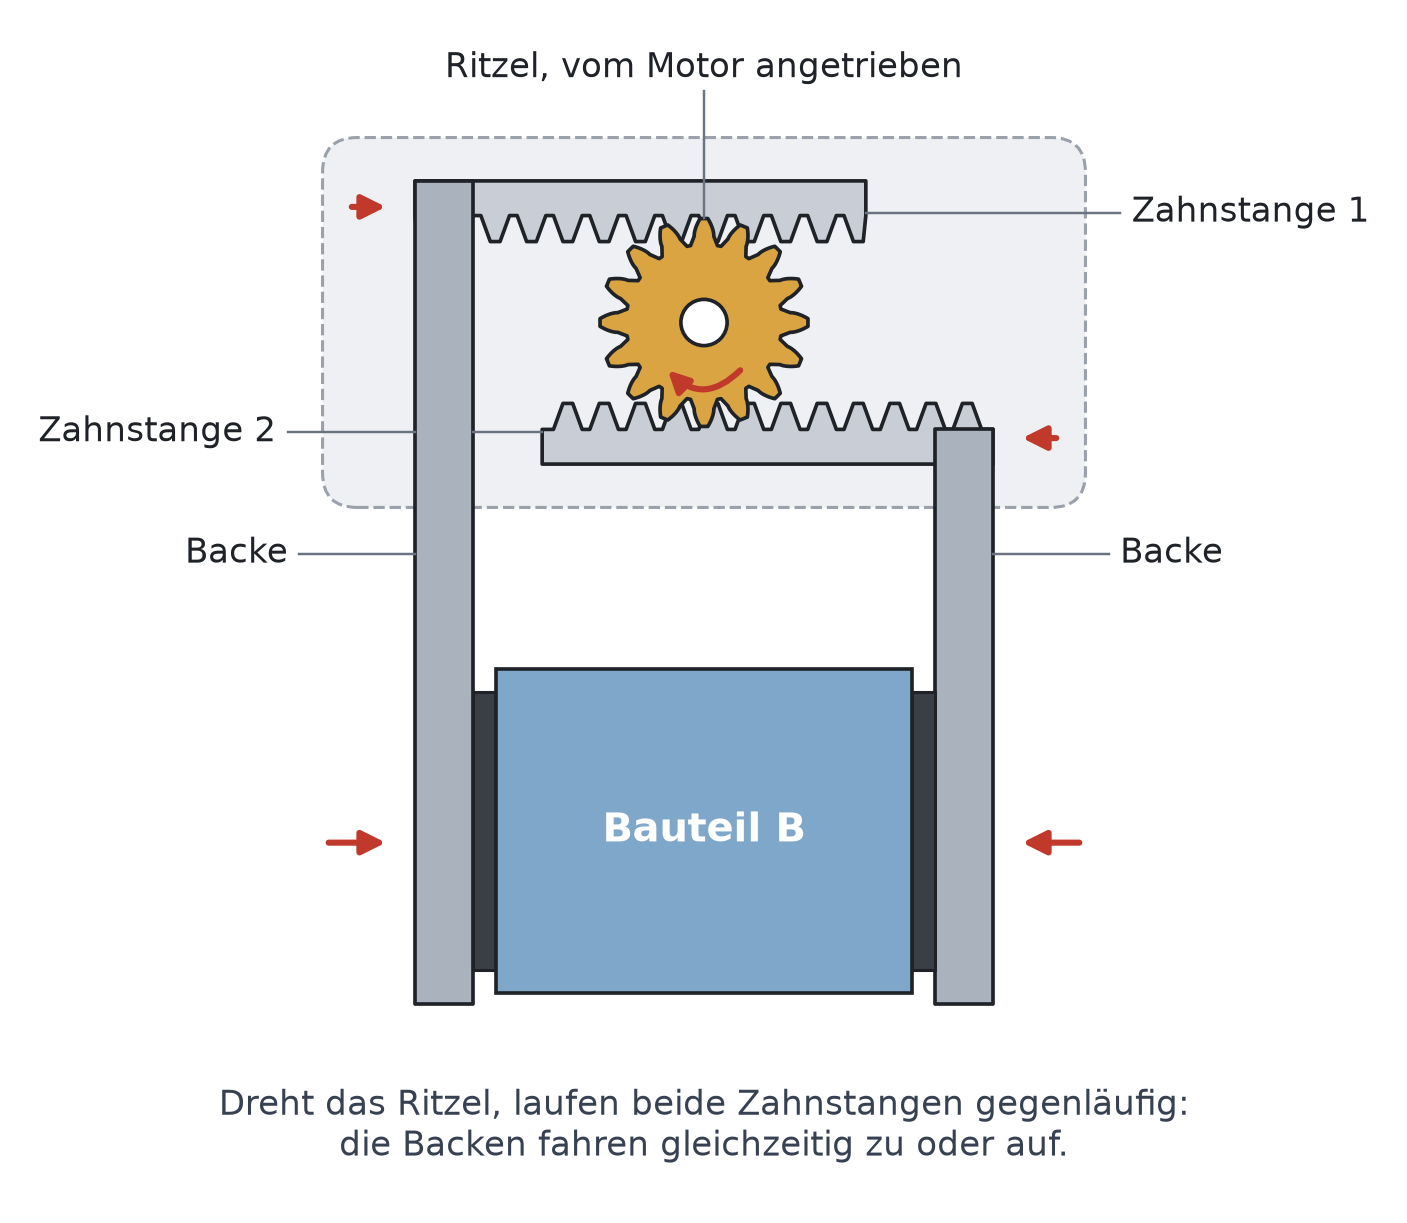 Ritzel, vom Motor angetrieben
Zahnstange 1
Zahnstange 2
Backe
Backe
Bauteil B
Dreht das Ritzel, laufen beide Zahnstangen gegenläufig:
die Backen fahren gleichzeitig zu oder auf.